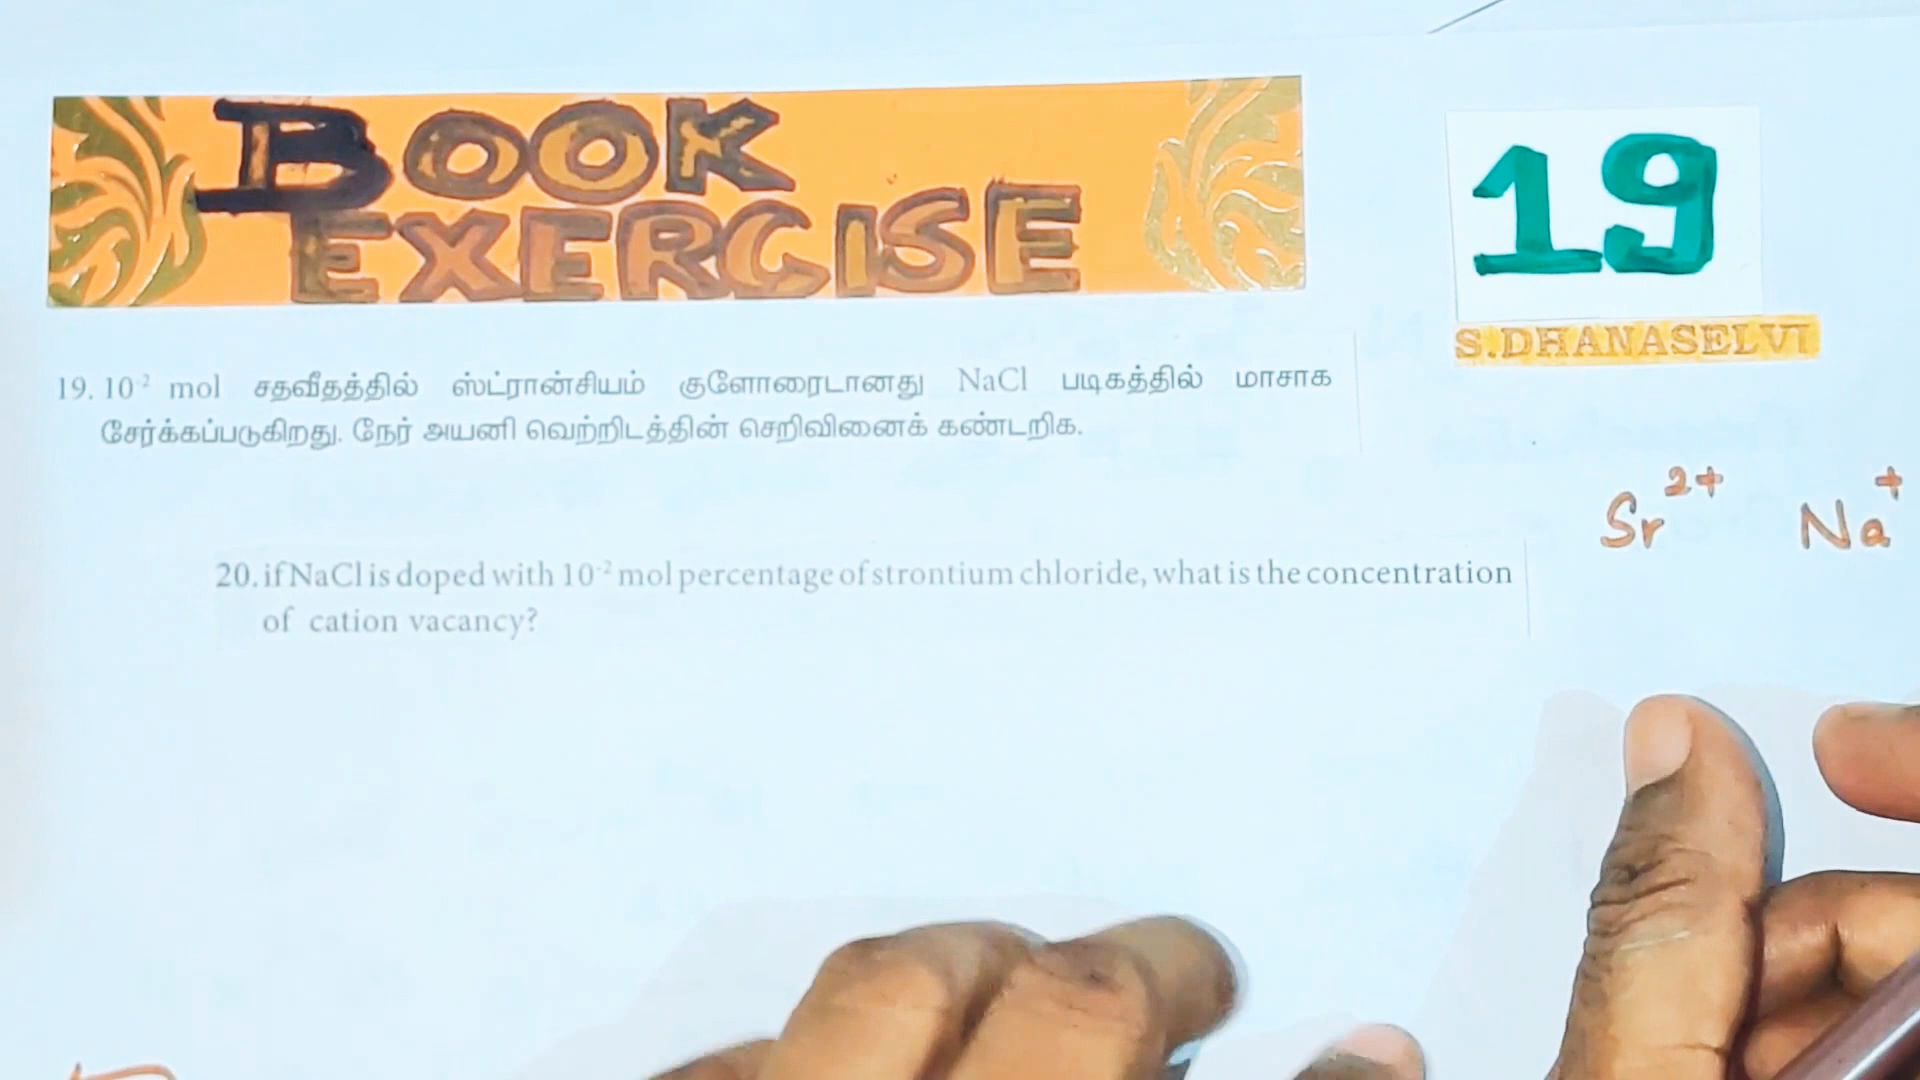 BOOK
EXERCISE
19
S.DHANASELVI
19. 10⁻² mol சதவீதத்தில் ஸ்ட்ரான்சியம் குளோரைடானது NaCl படிகத்தில் மாசாக
சேர்க்கப்படுகிறது. நேர் அயனி வெற்றிடத்தின் செறிவினைக் கண்டறிக.
Sr²⁺ Na⁺
20. if NaCl is doped with 10⁻² mol percentage of strontium chloride, what is the concentration
of cation vacancy?